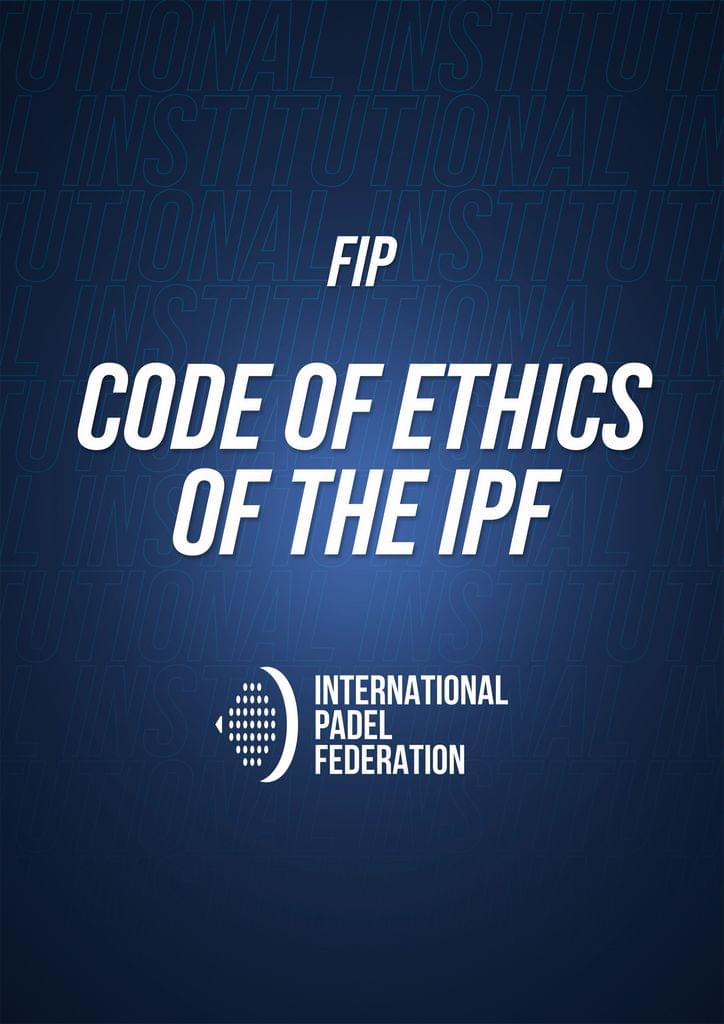 FIP
CODE OF ETHICS
OF THE IPF
INTERNATIONAL
PADEL
FEDERATION